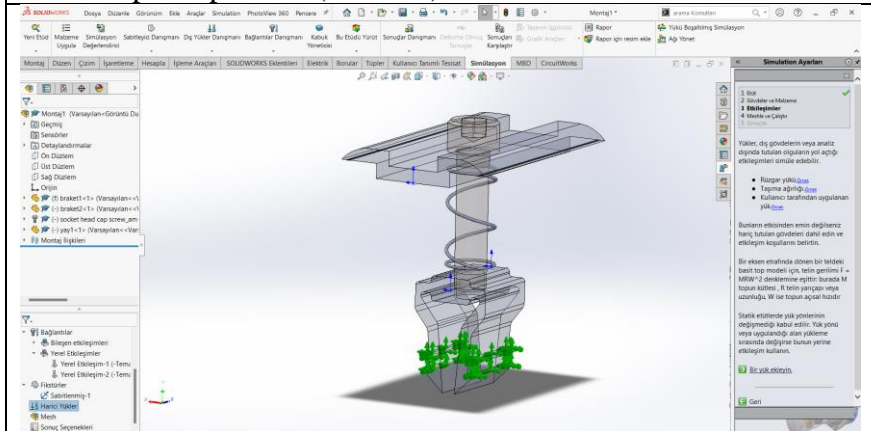 SOLIDWORKS Dosya Düzenle Görünüm Ekle Araçlar Simulation PhotoView 360 Pencere
Montaj1 *
arama Komutları
Yeni Etüd
Malzeme Uygula
Simülasyon Değerlendirici
Sabitleyici Danışmanı
Dış Yükler Danışmanı
Bağlantılar Danışmanı
Kabuk Yöneticisi
Bu Etüdü Yürüt
Sonuçlar Danışmanı
Deforme Olmuş Sonuçlar
Sonuçları Karşılaştır
Tasarım İçgörüsü
Grafik Araçları
Rapor
Rapor için resim ekle
Yükü Boşaltılmış Simülasyon
Ağı Yönet
Montaj Düzen Çizim İşaretleme Hesapla İşleme Araçları SOLIDWORKS Eklentileri Elektrik Borular Tüpler Kullanıcı Tanımlı Tesisat Simülasyon MBD CircuitWorks
Montaj1 (Varsayılan<Görüntü Du
Geçmiş
Sensörler
Detaylandırmalar
Ön Düzlem
Üst Düzlem
Sağ Düzlem
Orijin
(f) braket1<1> (Varsayılan<<
(-) braket2<1> (Varsayılan<<
(-) socket head cap screw_am
(-) yay1<1> (Varsayılan<<Var
Montaj İlişkileri
Bağlantılar
Bileşen etkileşimleri
Yerel Etkileşimler
Yerel Etkileşim-1 (-Tema
Yerel Etkileşim-2 (-Tema
Fikstürler
Sabitlenmiş-1
Harici Yükler
Mesh
Sonuç Seçenekleri
Simulation Ayarları
1 Etüt
2 Gövdeler ve Malzeme
3 Etkileşimler
4 Meshle ve Çalıştır
5 Sonuçlar
Yükler, dış gövdelerin veya analiz
dışında tutulan olguların yol açtığı
etkileşimleri simüle edebilir.
Rüzgar yükü.Örnek
Taşıma ağırlığı.Örnek
Kullanıcı tarafından uygulanan
yük.Örnek
Bunların etkisinden emin değilseniz
hariç tutulan gövdeleri dahil edin ve
etkileşim koşullarını belirtin.
Bir eksen etrafında dönen bir teldeki
basit top modeli için, telin gerilimi F =
MRW^2 denklemine eşittir: burada M
topun kütlesi , R telin yarıçapı veya
uzunluğu, W ise topun açısal hızıdır
Statik etütlerde yük yönlerinin
değişmediği kabul edilir. Yük yönü
veya uygulandığı alan yükleme
sırasında değişirse bunun yerine
etkileşim kullanın.
Bir yük ekleyin.
Geri